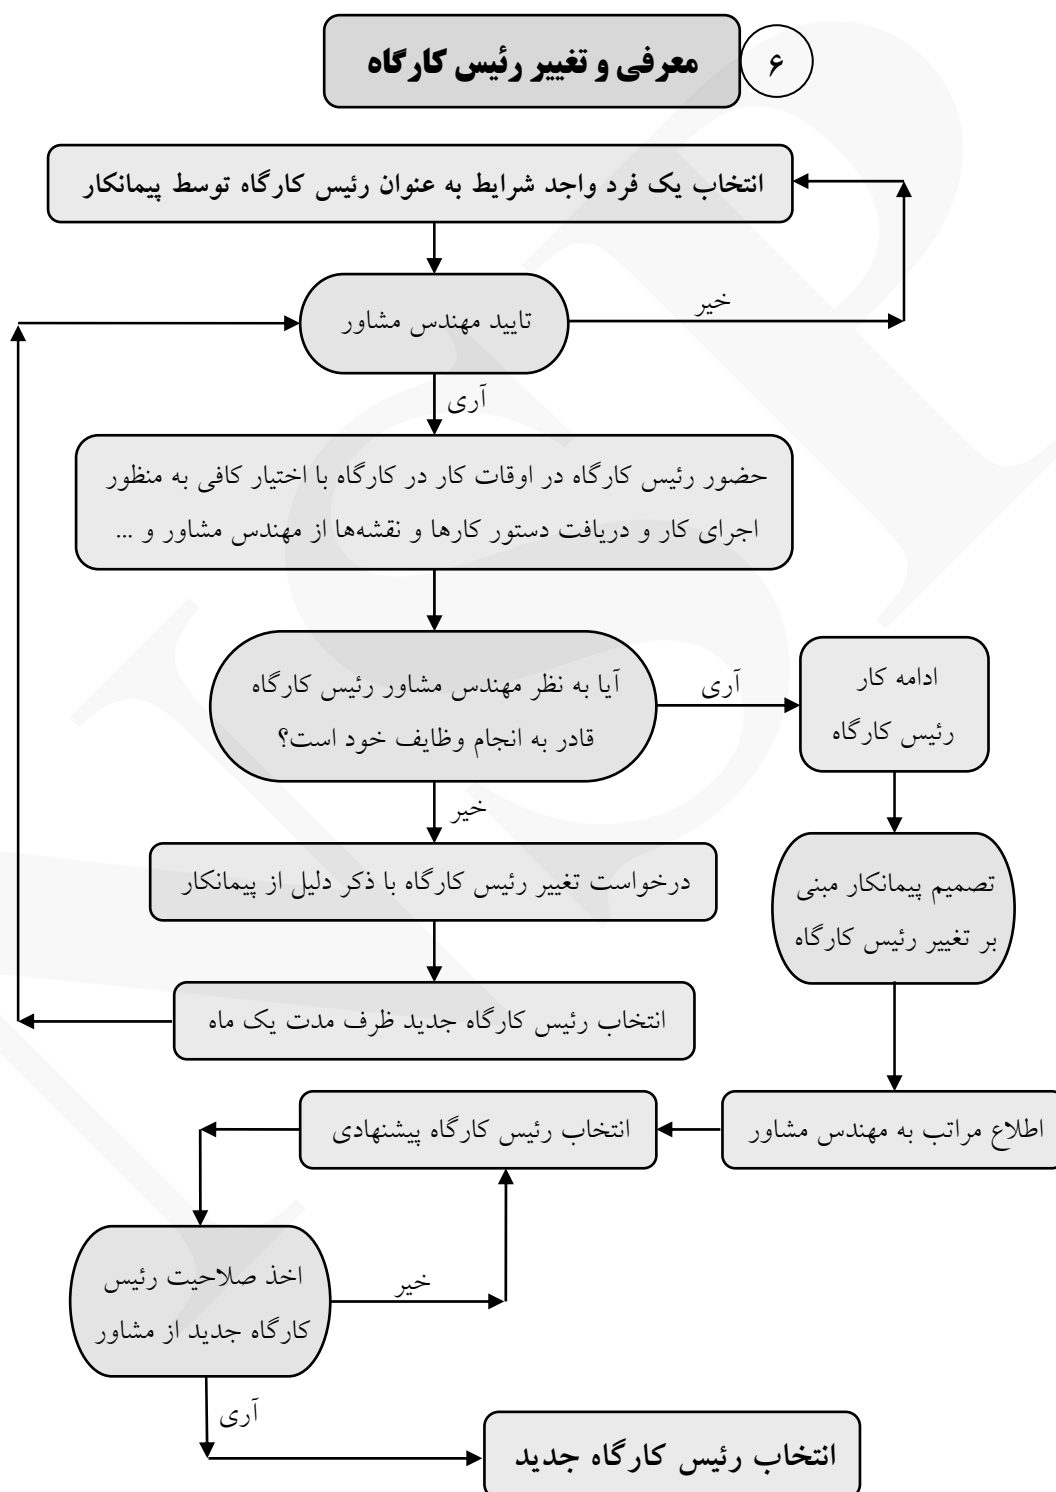 ۶
معرفی و تغییر رئیس کارگاه
انتخاب یک فرد واجد شرایط به عنوان رئیس کارگاه توسط پیمانکار
تایید مهندس مشاور
خیر
آری
حضور رئیس کارگاه در اوقات کار در کارگاه با اختیار کافی به منظور
اجرای کار و دریافت دستور کارها و نقشه‌ها از مهندس مشاور و ...
آیا به نظر مهندس مشاور رئیس کارگاه
قادر به انجام وظایف خود است؟
آری
ادامه کار
رئیس کارگاه
خیر
درخواست تغییر رئیس کارگاه با ذکر دلیل از پیمانکار
تصمیم پیمانکار مبنی
بر تغییر رئیس کارگاه
انتخاب رئیس کارگاه جدید ظرف مدت یک ماه
اطلاع مراتب به مهندس مشاور
انتخاب رئیس کارگاه پیشنهادی
اخذ صلاحیت رئیس
کارگاه جدید از مشاور
خیر
آری
انتخاب رئیس کارگاه جدید